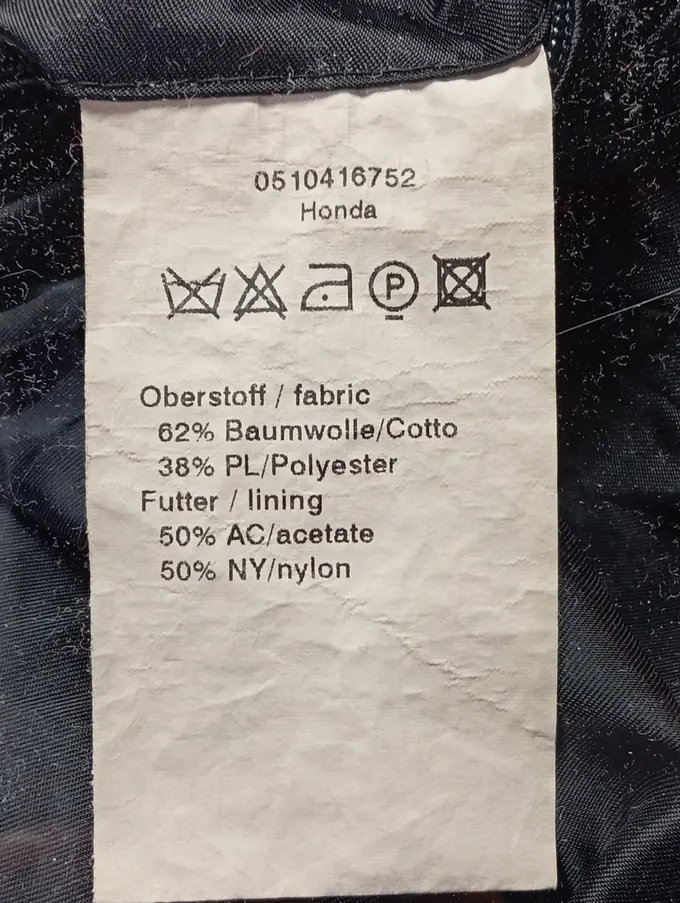 0510416752
Honda
P
Oberstoff / fabric
62% Baumwolle/Cotto
38% PL/Polyester
Futter / lining
50% AC/acetate
50% NY/nylon